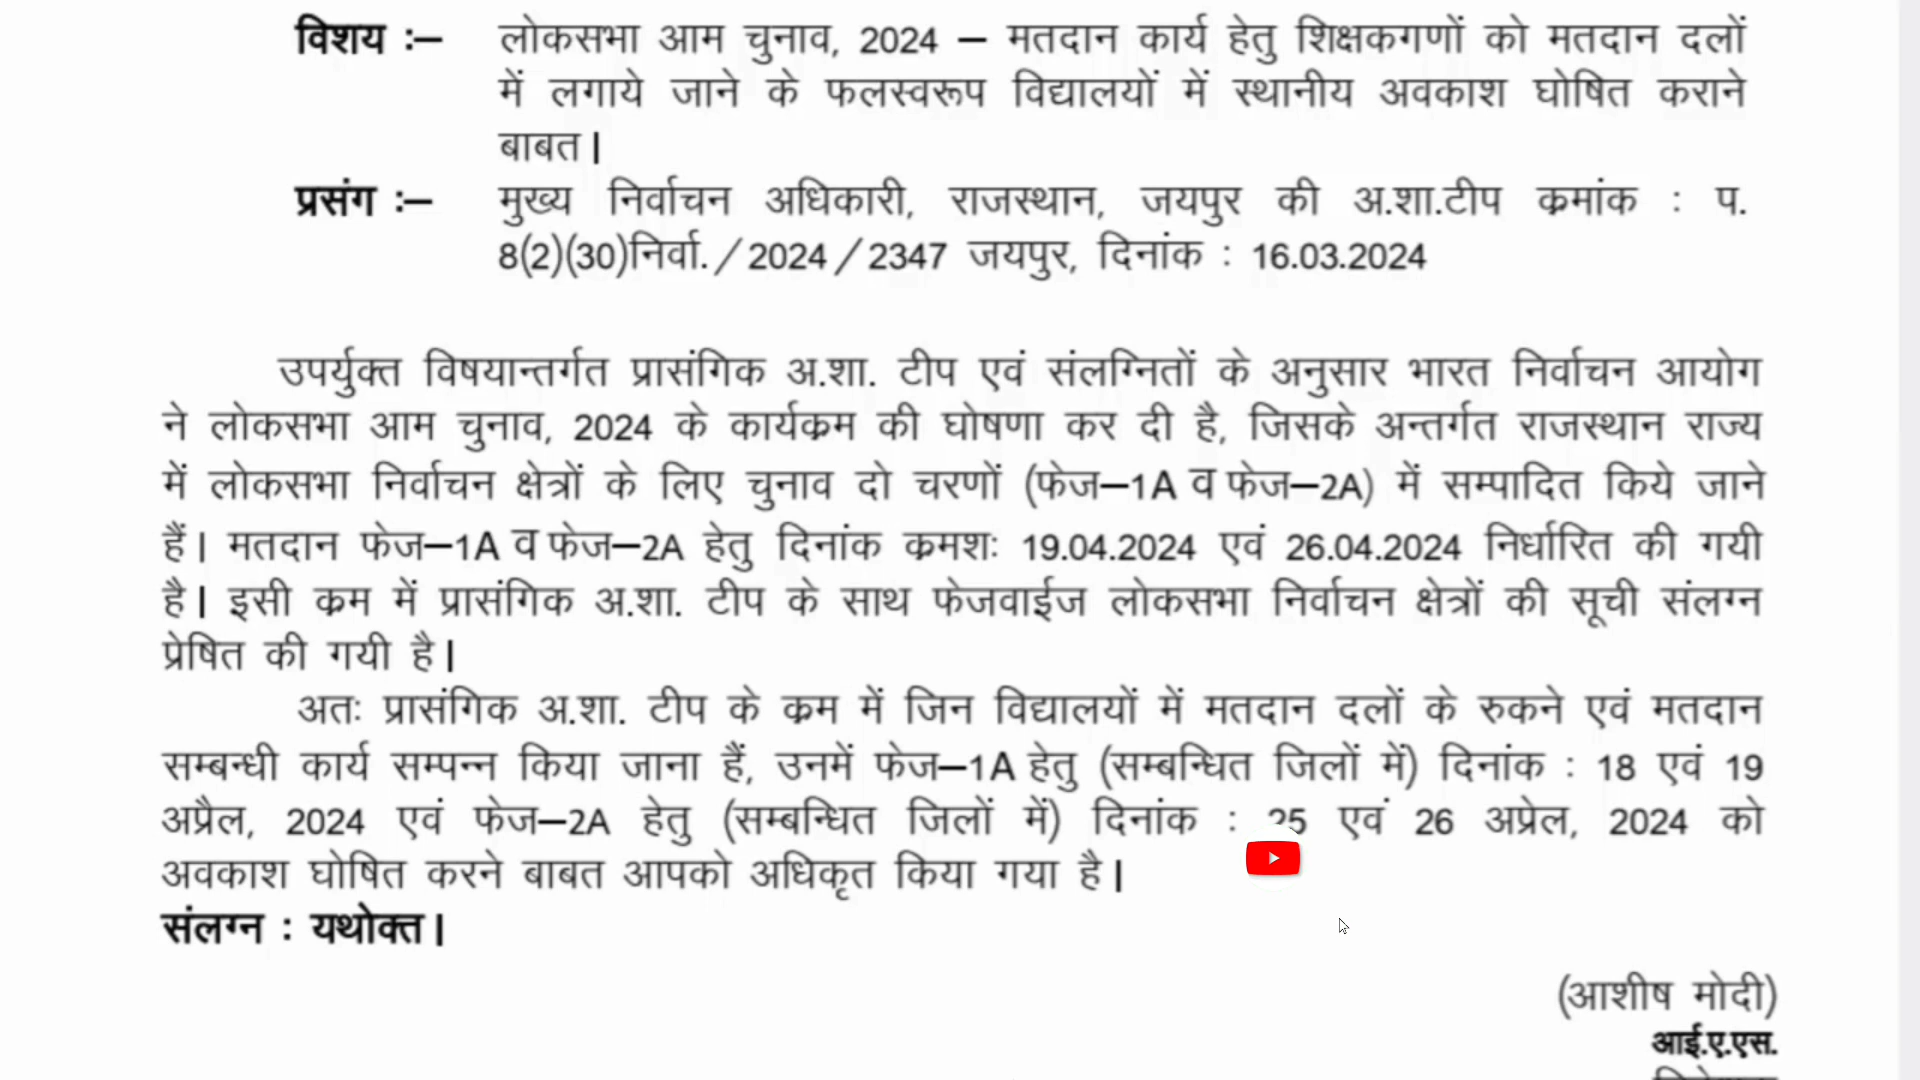 विशय :– लोकसभा आम चुनाव, 2024 – मतदान कार्य हेतु शिक्षकगणों को मतदान दलों
में लगाये जाने के फलस्वरूप विद्यालयों में स्थानीय अवकाश घोषित कराने
बाबत।
प्रसंग :– मुख्य निर्वाचन अधिकारी, राजस्थान, जयपुर की अ.शा.टीप क्रमांक : प.
8(2)(30)निर्वा./2024/2347 जयपुर, दिनांक : 16.03.2024
उपर्युक्त विषयान्तर्गत प्रासंगिक अ.शा. टीप एवं संलग्नितों के अनुसार भारत निर्वाचन आयोग
ने लोकसभा आम चुनाव, 2024 के कार्यक्रम की घोषणा कर दी है, जिसके अन्तर्गत राजस्थान राज्य
में लोकसभा निर्वाचन क्षेत्रों के लिए चुनाव दो चरणों (फेज–1A व फेज–2A) में सम्पादित किये जाने
हैं। मतदान फेज–1A व फेज–2A हेतु दिनांक क्रमशः 19.04.2024 एवं 26.04.2024 निर्धारित की गयी
है। इसी क्रम में प्रासंगिक अ.शा. टीप के साथ फेजवाईज लोकसभा निर्वाचन क्षेत्रों की सूची संलग्न
प्रेषित की गयी है।
अतः प्रासंगिक अ.शा. टीप के क्रम में जिन विद्यालयों में मतदान दलों के रुकने एवं मतदान
सम्बन्धी कार्य सम्पन्न किया जाना हैं, उनमें फेज–1A हेतु (सम्बन्धित जिलों में) दिनांक : 18 एवं 19
अप्रैल, 2024 एवं फेज–2A हेतु (सम्बन्धित जिलों में) दिनांक : 25 एवं 26 अप्रेल, 2024 को
अवकाश घोषित करने बाबत आपको अधिकृत किया गया है।
संलग्न : यथोक्त।
(आशीष मोदी)
आई.ए.एस.